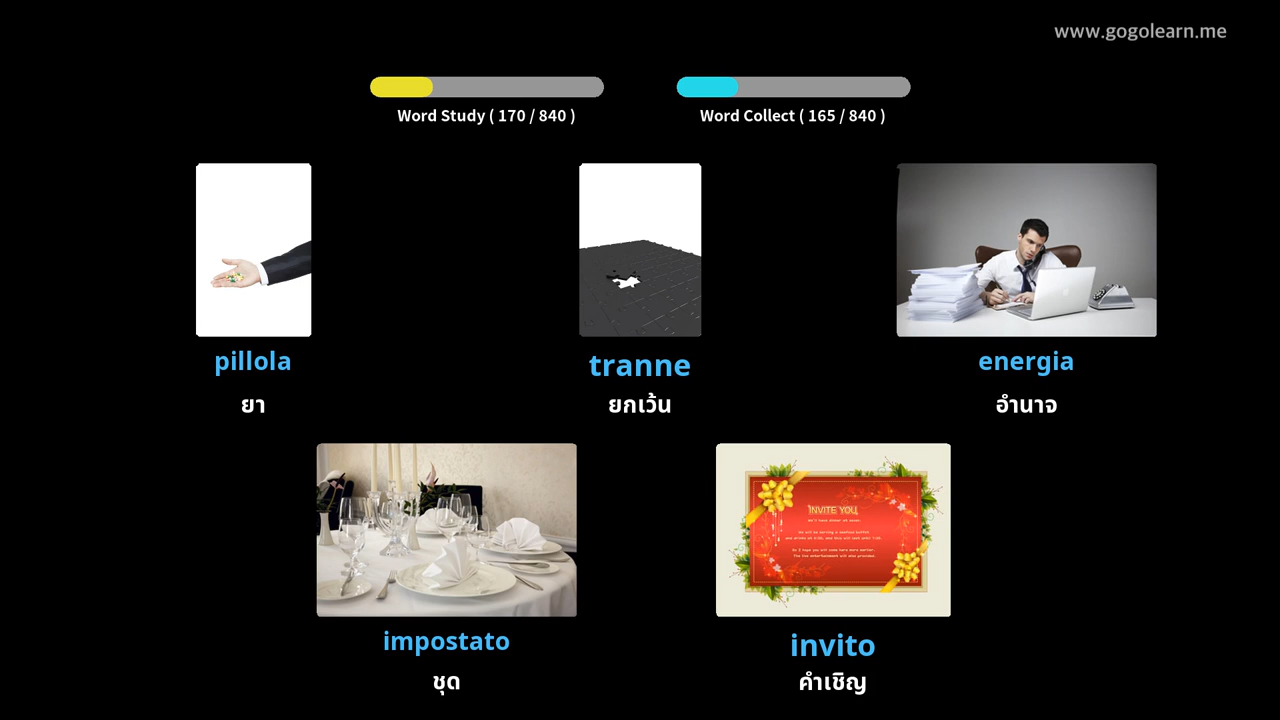 www.gogolearn.me
Word Study ( 170 / 840 )
Word Collect ( 165 / 840 )
pillola
ยา
tranne
ยกเว้น
energia
อำนาจ
impostato
ชุด
invito
คำเชิญ
INVITE YOU